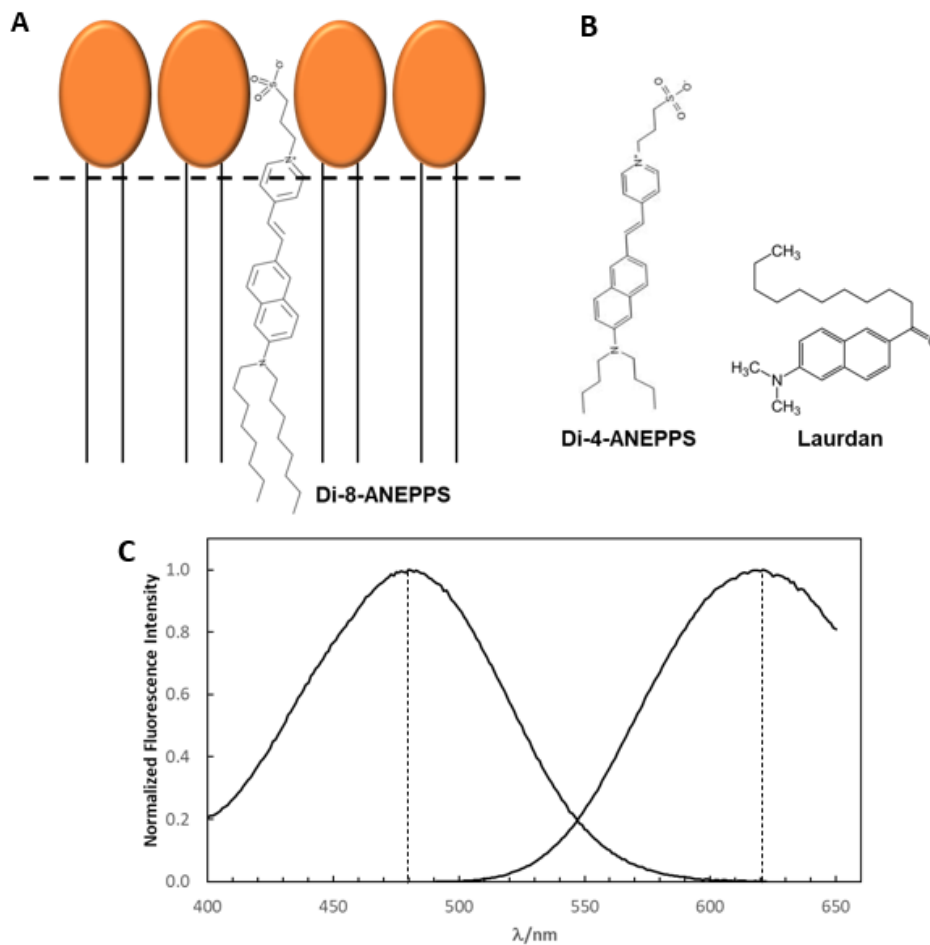 A
B
O⁻
O
S
O
N⁺
N
O⁻
O
S
O
N⁺
N
CH₃
O
H₃C
N
CH₃
Di-4-ANEPPS
Laurdan
Di-8-ANEPPS
C
Normalized Fluorescence Intensity
1.0
0.8
0.6
0.4
0.2
0.0
400
450
500
550
600
650
λ/nm